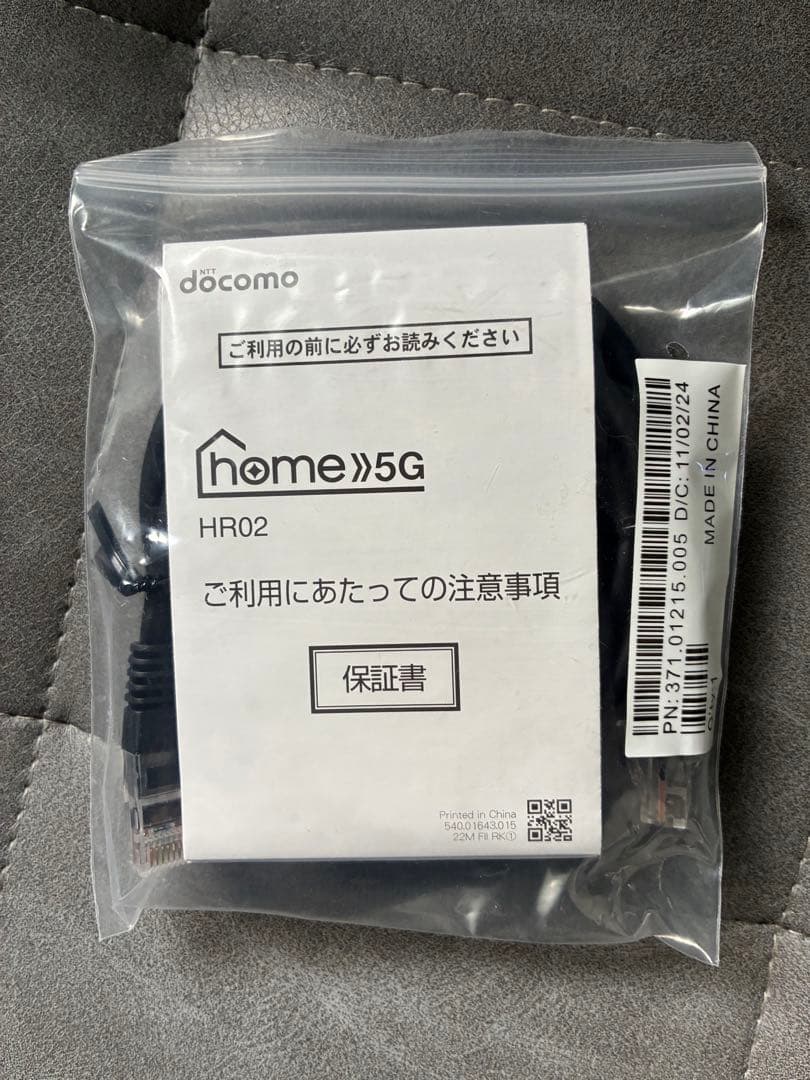 NTT
docomo
ご利用の前に必ずお読みください
home 5G
HR02
ご利用にあたっての注意事項
保証書
Printed in China
540.01643.015
22M FII RK①
PN: 371.01215.005 D/C: 11/02/24
MADE IN CHINA